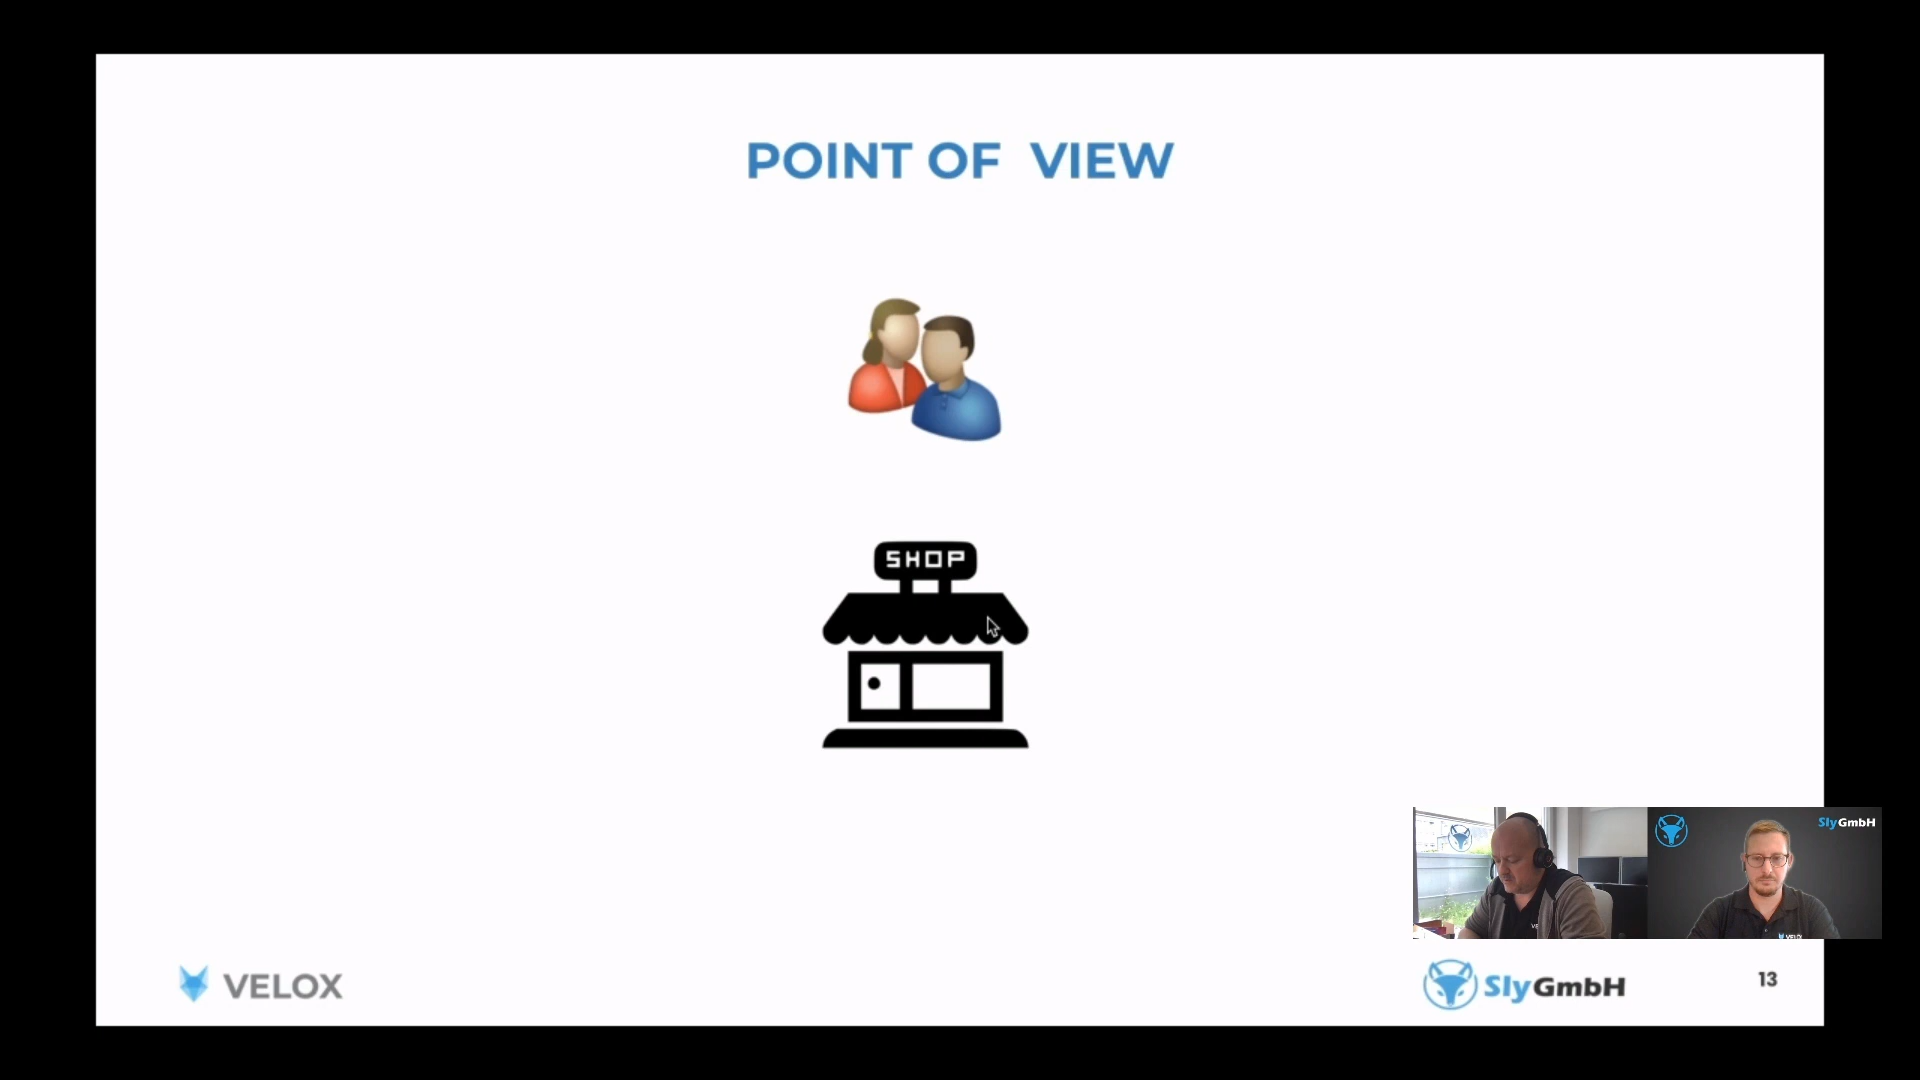 POINT OF  VIEW
SHOP
SlyGmbH
VELOX
SlyGmbH
13